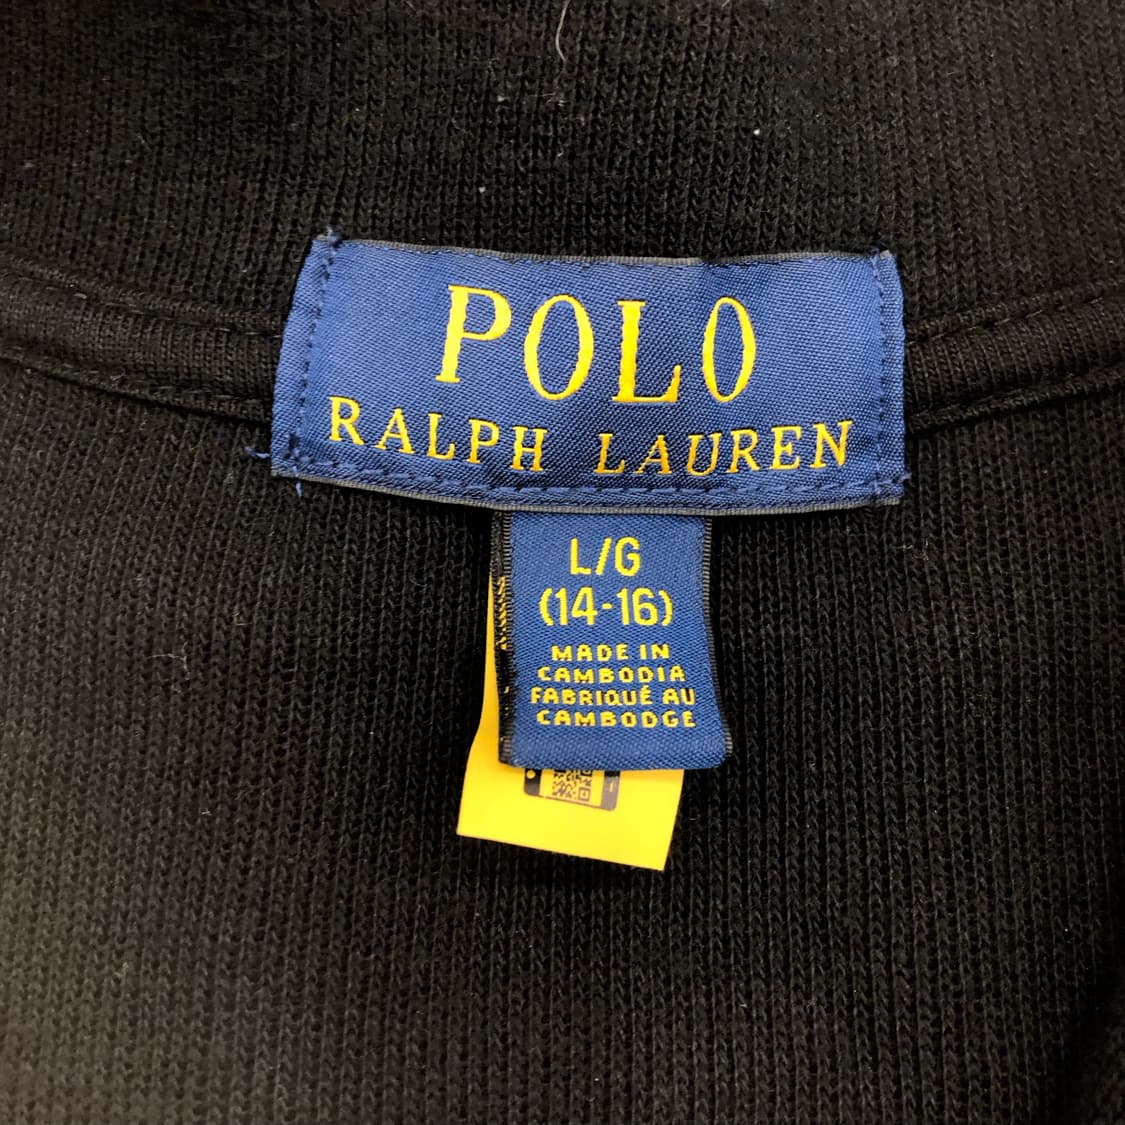 POLO
RALPH LAUREN
L/G
(14-16)
MADE IN
CAMBODIA
FABRIQUÉ AU
CAMBODGE